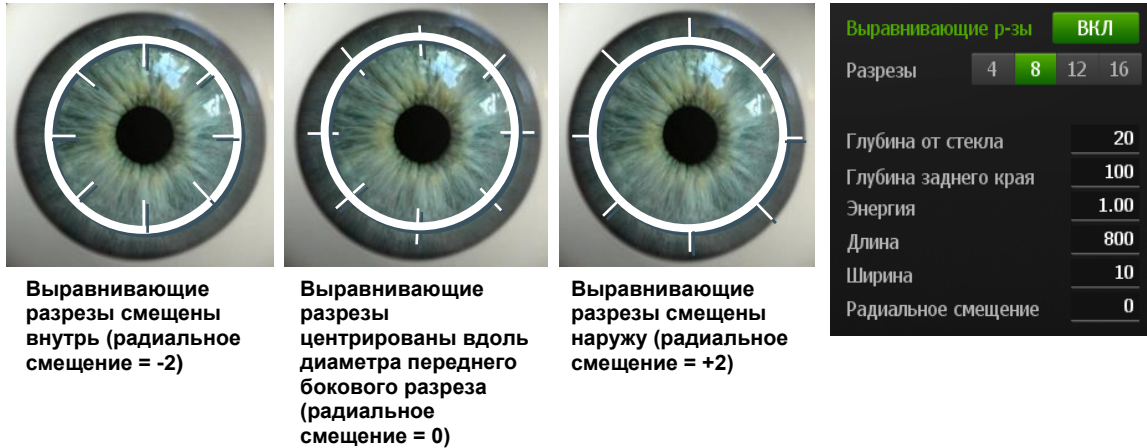 Выравнивающие
разрезы смещены
внутрь (радиальное
смещение = -2)
Выравнивающие
разрезы
центрированы вдоль
диаметра переднего
бокового разреза
(радиальное
смещение = 0)
Выравнивающие
разрезы смещены
наружу (радиальное
смещение = +2)
Выравнивающие р-зы ВКЛ
Разрезы 4 8 12 16
Глубина от стекла 20
Глубина заднего края 100
Энергия 1.00
Длина 800
Ширина 10
Радиальное смещение 0